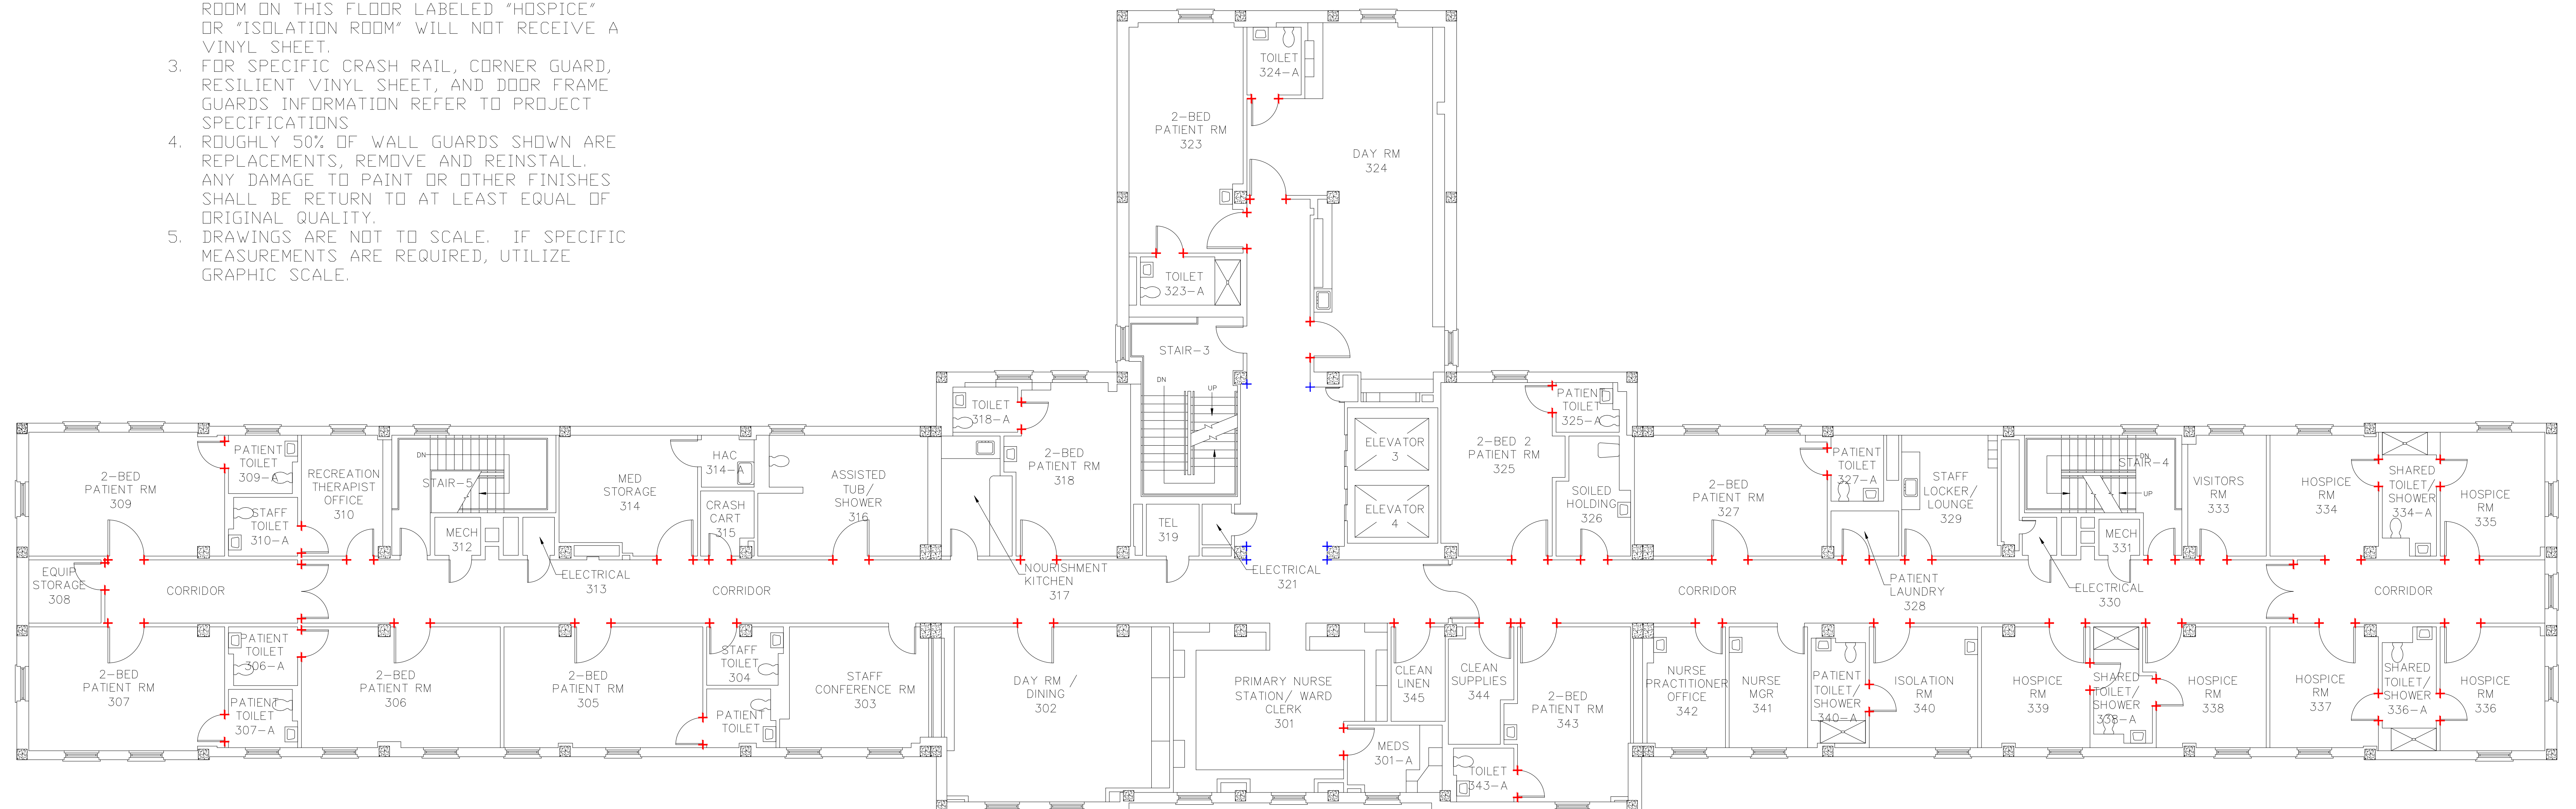 ROOM ON THIS FLOOR LABELED "HOSPICE"
OR "ISOLATION ROOM" WILL NOT RECEIVE A
VINYL SHEET.
3. FOR SPECIFIC CRASH RAIL, CORNER GUARD,
RESILIENT VINYL SHEET, AND DOOR FRAME
GUARDS INFORMATION REFER TO PROJECT
SPECIFICATIONS
4. ROUGHLY 50% OF WALL GUARDS SHOWN ARE
REPLACEMENTS, REMOVE AND REINSTALL.
ANY DAMAGE TO PAINT OR OTHER FINISHES
SHALL BE RETURN TO AT LEAST EQUAL OF
ORIGINAL QUALITY.
5. DRAWINGS ARE NOT TO SCALE. IF SPECIFIC
MEASUREMENTS ARE REQUIRED, UTILIZE
GRAPHIC SCALE.
TOILET
324-A
2-BED
PATIENT RM
323
DAY RM
324
TOILET
323-A
STAIR-3
DN
UP
TOILET
318-A
2-BED
PATIENT RM
318
ELEVATOR
3
ELEVATOR
4
2-BED 2
PATIENT RM
325
PATIENT
TOILET
325-A
SOILED
HOLDING
326
2-BED
PATIENT RM
309
PATIENT
TOILET
309-A
STAFF
TOILET
310-A
RECREATION
THERAPIST
OFFICE
310
DN
STAIR-5
MECH
312
ELECTRICAL
313
MED
STORAGE
314
HAC
314-A
CRASH
CART
315
ASSISTED
TUB/
SHOWER
316
NOURISHMENT
KITCHEN
317
TEL
319
ELECTRICAL
321
2-BED
PATIENT RM
327
PATIENT
TOILET
327-A
PATIENT
LAUNDRY
328
STAFF
LOCKER/
LOUNGE
329
DN
STAIR-4
UP
MECH
331
ELECTRICAL
330
VISITORS
RM
333
HOSPICE
RM
334
SHARED
TOILET/
SHOWER
334-A
HOSPICE
RM
335
EQUIP
STORAGE
308
CORRIDOR
CORRIDOR
CORRIDOR
CORRIDOR
2-BED
PATIENT RM
307
PATIENT
TOILET
306-A
PATIENT
TOILET
307-A
2-BED
PATIENT RM
306
2-BED
PATIENT RM
305
STAFF
TOILET
304
PATIENT
TOILET
STAFF
CONFERENCE RM
303
DAY RM /
DINING
302
PRIMARY NURSE
STATION/ WARD
CLERK
301
MEDS
301-A
CLEAN
LINEN
345
CLEAN
SUPPLIES
344
TOILET
343-A
2-BED
PATIENT RM
343
NURSE
PRACTITIONER
OFFICE
342
NURSE
MGR
341
PATIENT
TOILET/
SHOWER
340-A
ISOLATION
RM
340
HOSPICE
RM
339
SHARED
TOILET/
SHOWER
338-A
HOSPICE
RM
338
HOSPICE
RM
337
SHARED
TOILET/
SHOWER
336-A
HOSPICE
RM
336